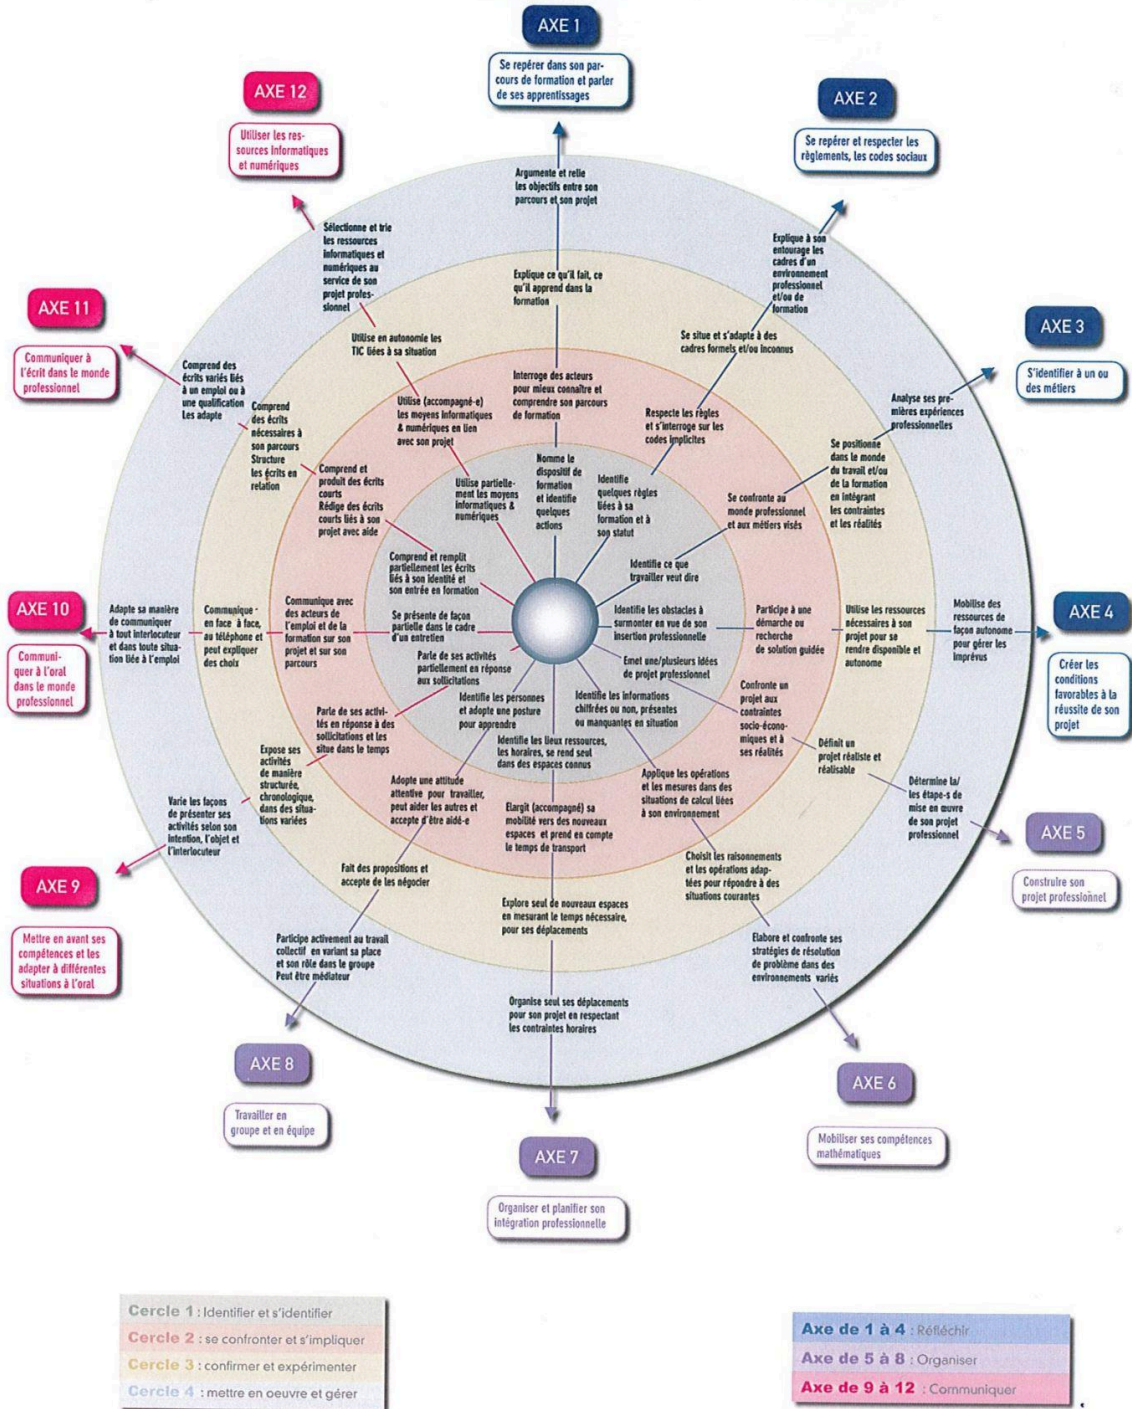 AXE 1
Se repérer dans son par-
cours de formation et parler
de ses apprentissages
Argumente et relie
les objectifs entre son
parcours et son projet
Explique ce qu'il fait, ce
qu'il apprend dans la
formation
Interroge des acteurs
pour mieux connaître et
comprendre son parcours
de formation
Nomme le
dispositif de
formation
et identifie
quelques
actions
AXE 2
Se repérer et respecter les
règlements, les codes sociaux
Explique à son
entourage les
cadres d'un
environnement
professionnel
et/ou de
formation
Se situe et s'adapte à des
cadres formels et/ou inconnus
Respecte les règles
et s'interroge sur les
codes implicites
Identifie
quelques règles
liées à sa
formation et à
son statut
AXE 3
S'identifier à un ou
des métiers
Analyse ses pre-
mières expériences
professionnelles
Se positionne
dans le monde
du travail et/ou
de la formation
en intégrant
les contraintes
et les réalités
Se confronte au
monde professionnel
et aux métiers visés
Identifie ce que
travailler veut dire
AXE 4
Créer les
conditions
favorables à la
réussite de son
projet
Mobilise des
ressources de
façon autonome
pour gérer les
imprévus
Utilise les ressources
nécessaires à son
projet pour se
rendre disponible et
autonome
Participe à une
démarche ou
recherche
de solution guidée
Identifie les obstacles à
surmonter en vue de son
insertion professionnelle
AXE 5
Construire son
projet professionnel
Détermine la/
les étape-s de
mise en œuvre
de son projet
professionnel
Définit un
projet réaliste et
réalisable
Confronte un
projet aux
contraintes
socio-écono-
miques et à
ses réalités
Emet une/plusieurs idées
de projet professionnel
AXE 6
Mobiliser ses compétences
mathématiques
Elabore et confronte ses
stratégies de résolution
de problème dans des
environnements variés
Choisit les raisonnements
et les opérations adap-
tées pour répondre à des
situations courantes
Applique les opérations
et les mesures dans des
situations de calcul liées
à son environnement
Identifie les informations
chiffrées ou non, présentes
ou manquantes en situation
AXE 7
Organiser et planifier son
intégration professionnelle
Organise seul ses déplacements
pour son projet en respectant
les contraintes horaires
Explore seul de nouveaux espaces
en mesurant le temps nécessaire,
pour ses déplacements
Elargit (accompagné) sa
mobilité vers des nouveaux
espaces et prend en compte
le temps de transport
Identifie les lieux ressources,
les horaires, se rend seul
dans des espaces connus
AXE 8
Travailler en
groupe et en équipe
Participe activement au travail
collectif en variant sa place
et son rôle dans le groupe
Peut être médiateur
Fait des propositions et
accepte de les négocier
Adopte une attitude
attentive pour travailler,
peut aider les autres et
accepte d'être aidé-e
Identifie les personnes
et adopte une posture
pour apprendre
AXE 9
Mettre en avant ses
compétences et les
adapter à différentes
situations à l'oral
Varie les façons
de présenter ses
activités selon son
intention, l'objet et
l'interlocuteur
Expose ses
activités
de manière
structurée,
chronologique,
dans des situa-
tions variées
Parle de ses activi-
tés en réponse à des
sollicitations et les
situe dans le temps
Parle de ses activités
partiellement en réponse
aux sollicitations
AXE 10
Communi-
quer à l'oral
dans le monde
professionnel
Adapte sa manière
de communiquer
à tout interlocuteur
et dans toute situa-
tion liée à l'emploi
Communique -
en face à face,
au téléphone et
peut expliquer
des choix
Communique avec
des acteurs de
l'emploi et de la
formation sur son
projet et sur son
parcours
Se présente de façon
partielle dans le cadre
d'un entretien
AXE 11
Communiquer à
l'écrit dans le monde
professionnel
Comprend des
écrits variés liés
à un emploi ou à
une qualification
Les adapte
Comprend
des écrits
nécessaires à
son parcours
Structure
les écrits en
relation
Comprend et
produit des écrits
courts
Rédige des écrits
courts liés à son
projet avec aide
Comprend et remplit
partiellement les écrits
liés à son identité et
son entrée en formation
AXE 12
Utiliser les res-
sources informatiques
et numériques
Sélectionne et trie
les ressources
informatiques et
numériques au
service de son
projet profes-
sionnel
Utilise en autonomie les
TIC liées à sa situation
Utilise (accompagné-e)
les moyens informatiques
& numériques en lien
avec son projet
Utilise partielle-
ment les moyens
informatiques &
numériques
Cercle 1 : Identifier et s'identifier
Cercle 2 : se confronter et s'impliquer
Cercle 3 : confirmer et expérimenter
Cercle 4 : mettre en oeuvre et gérer
Axe de 1 à 4 : Réfléchir
Axe de 5 à 8 : Organiser
Axe de 9 à 12 : Communiquer